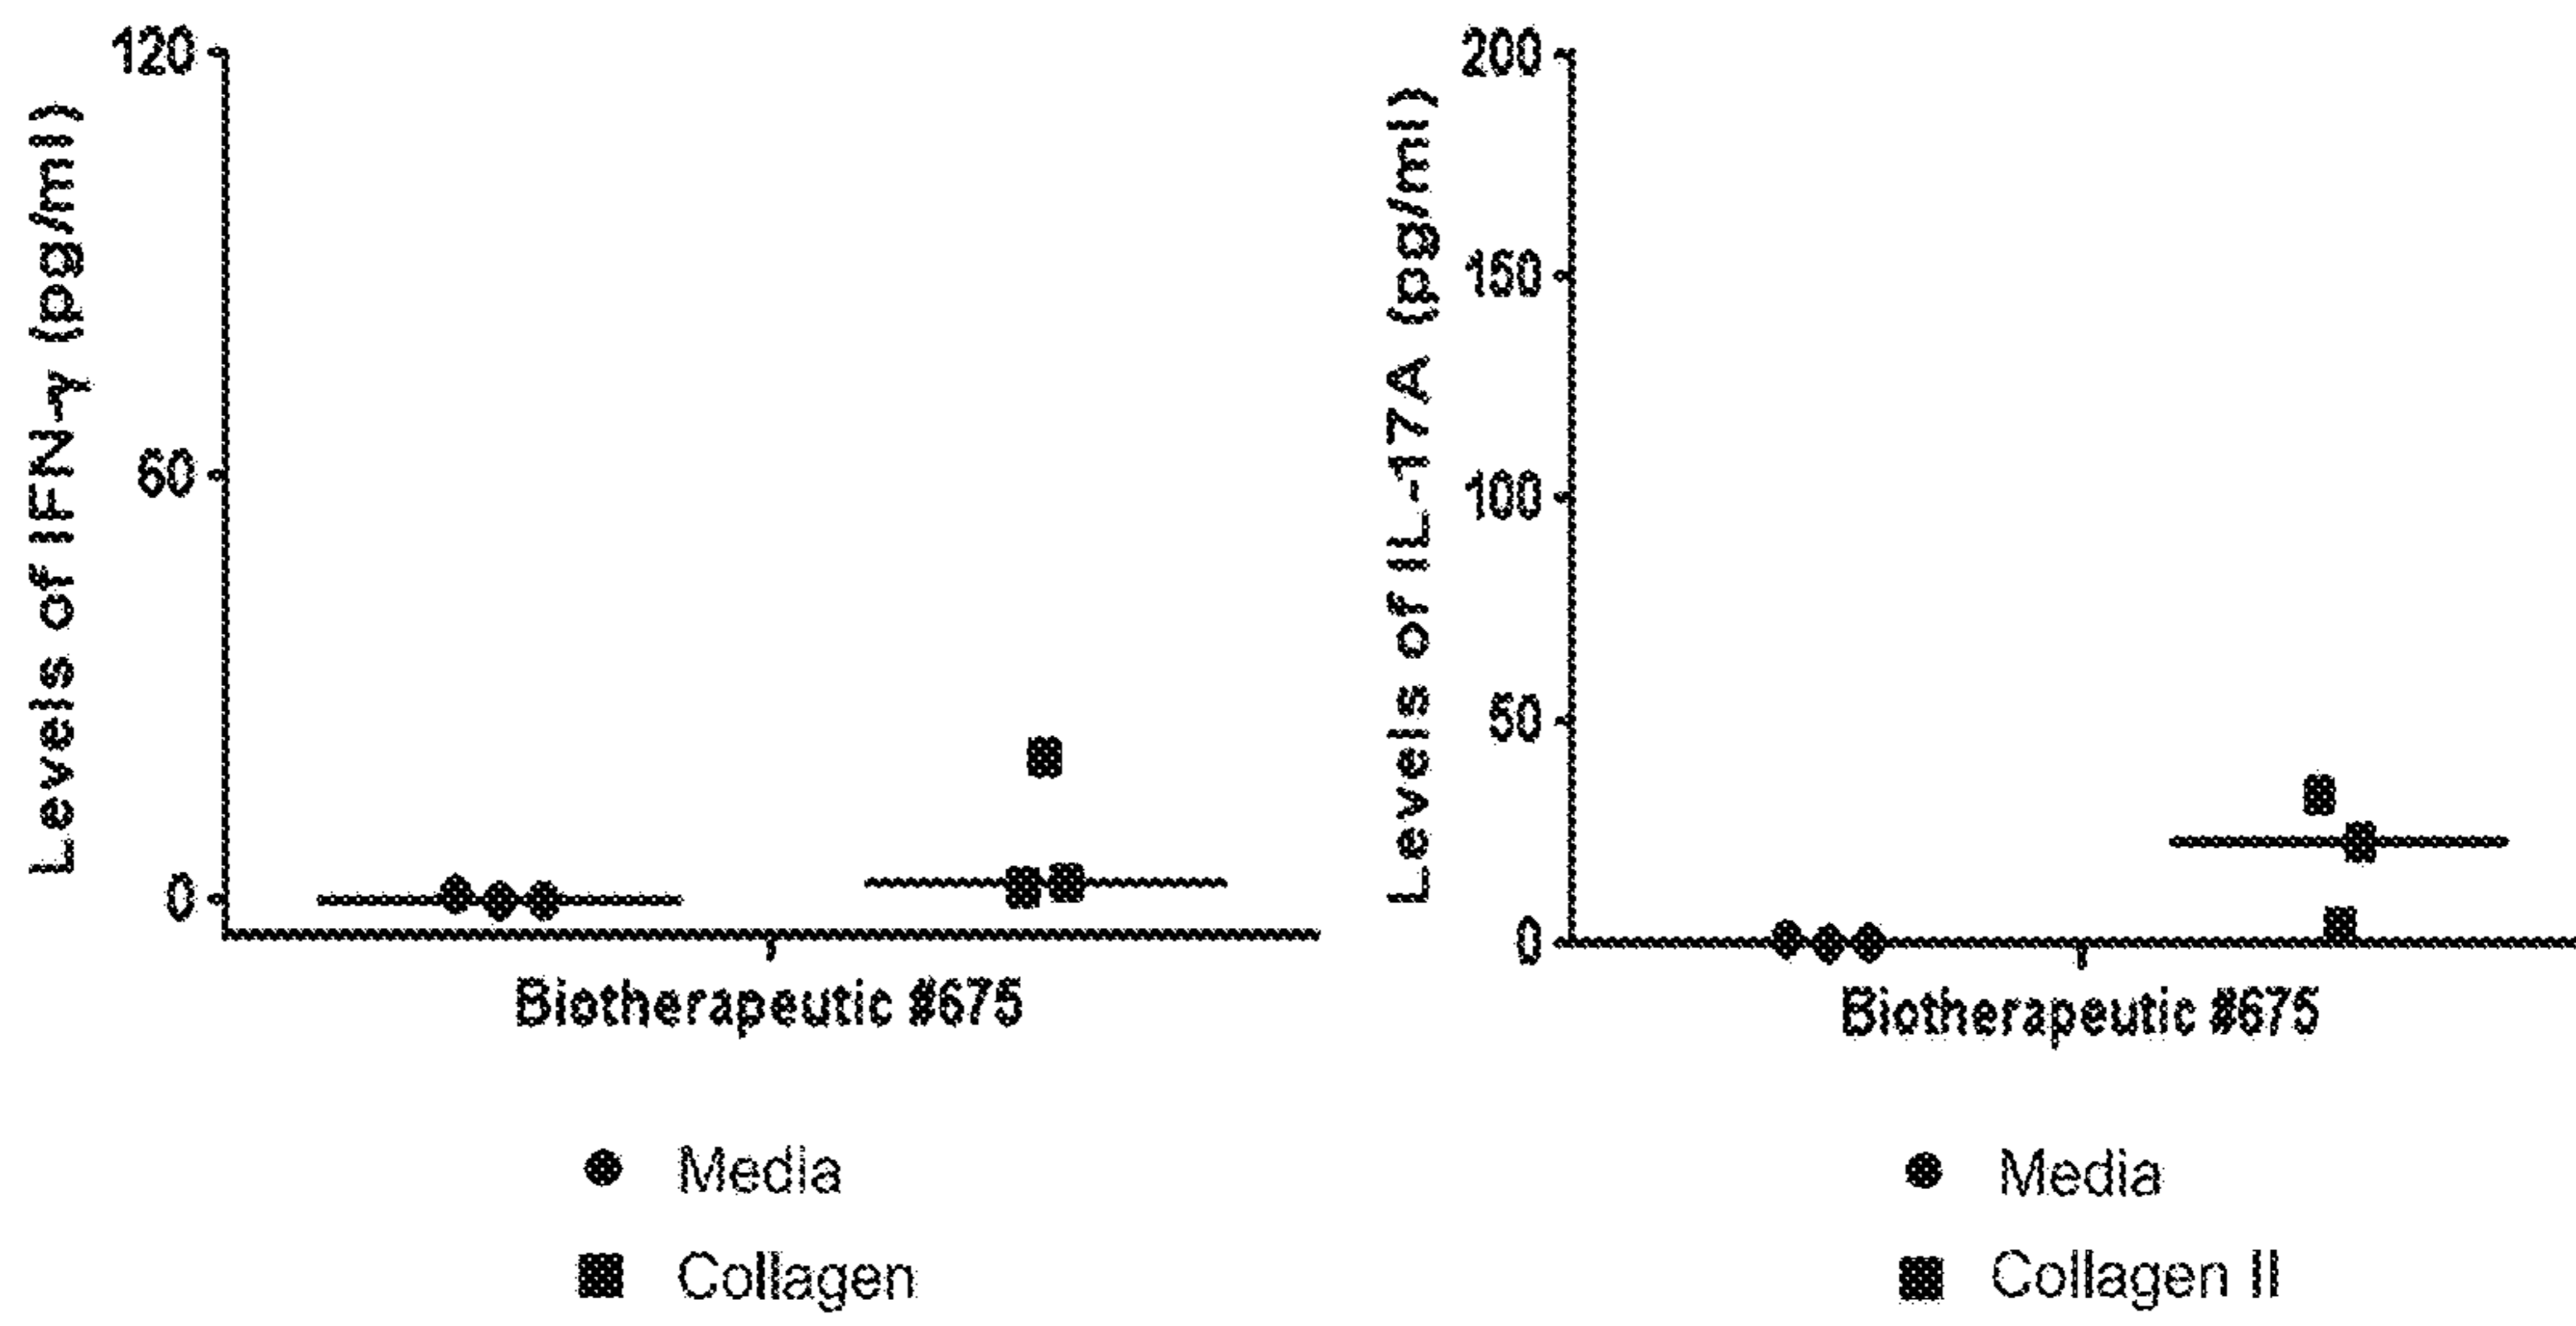 Levels of IFN-γ (pg/ml)
120
60
0
Biotherapeutic #675
Media
Collagen
Levels of IL-17A (pg/ml)
200
150
100
50
0
Biotherapeutic #675
Media
Collagen II